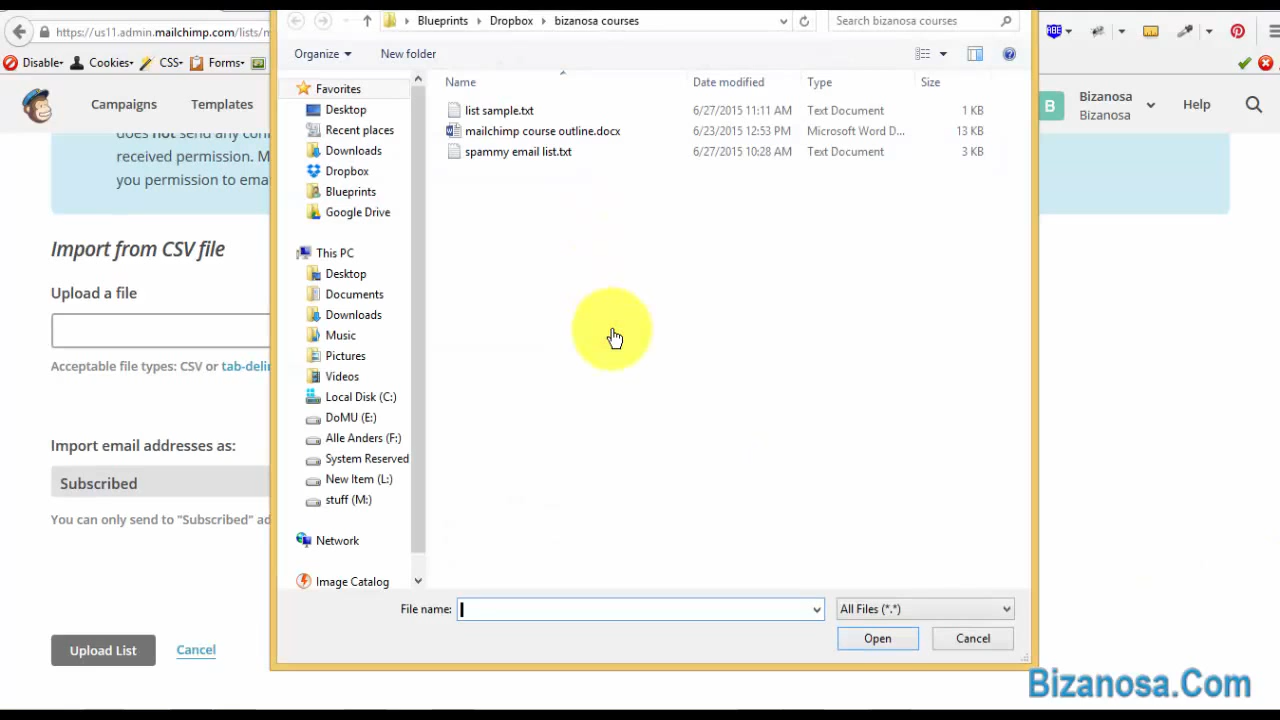 Blueprints Dropbox bizanosa courses
Search bizanosa courses
https://us11.admin.mailchimp.com/lists/
Organize New folder
Disable Cookies CSS Forms
Name Date modified Type Size
Favorites
Campaigns Templates
Bizanosa
Bizanosa
B
Help
Desktop
Recent places
Downloads
Dropbox
Blueprints
Google Drive
list sample.txt 6/27/2015 11:11 AM Text Document 1 KB
mailchimp course outline.docx 6/23/2015 12:53 PM Microsoft Word D... 13 KB
spammy email list.txt 6/27/2015 10:28 AM Text Document 3 KB
does not send any
received permission. M
you permission to ema
This PC
Desktop
Documents
Downloads
Music
Pictures
Videos
Local Disk (C:)
DoMU (E:)
Alle Anders (F:)
System Reserved
New Item (L:)
stuff (M:)
Network
Image Catalog
Import from CSV file
Upload a file
Acceptable file types: CSV or tab-deli
Import email addresses as:
Subscribed
You can only send to "Subscribed" ad
File name:
All Files (*.*)
Open Cancel
Upload List Cancel
Bizanosa.Com